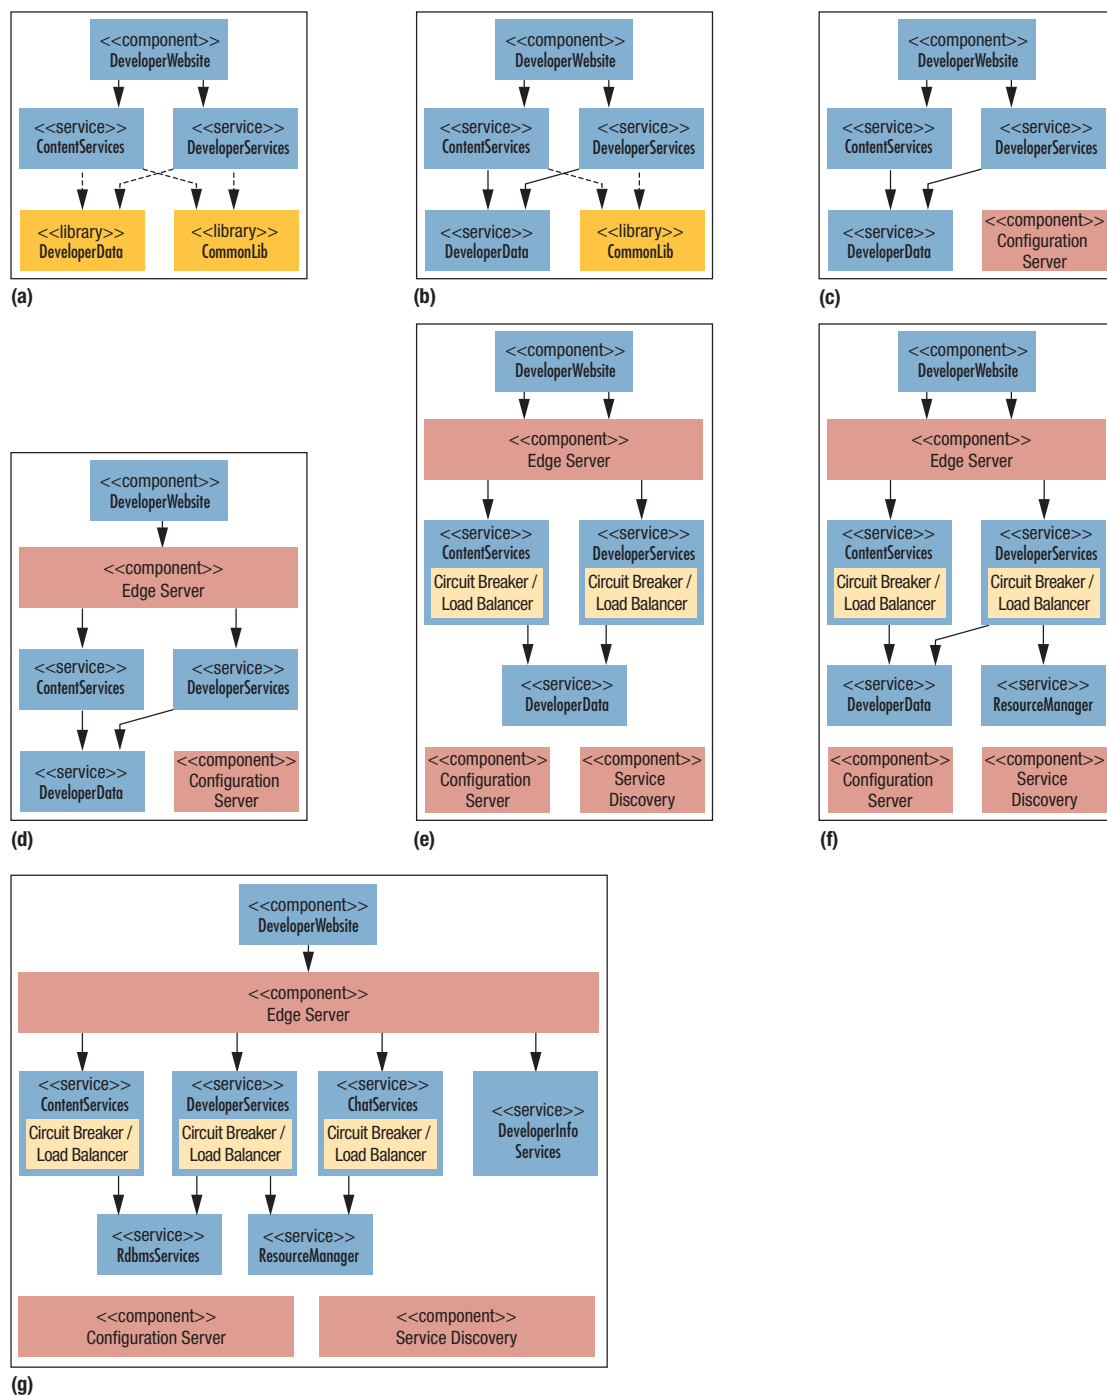 <<component>>
DeveloperWebsite
<<service>>
ContentServices
<<service>>
DeveloperServices
<<library>>
DeveloperData
<<library>>
CommonLib
(a)
<<component>>
DeveloperWebsite
<<service>>
ContentServices
<<service>>
DeveloperServices
<<service>>
DeveloperData
<<library>>
CommonLib
(b)
<<component>>
DeveloperWebsite
<<service>>
ContentServices
<<service>>
DeveloperServices
<<service>>
DeveloperData
<<component>>
Configuration
Server
(c)
<<component>>
DeveloperWebsite
<<component>>
Edge Server
<<service>>
ContentServices
<<service>>
DeveloperServices
<<service>>
DeveloperData
<<component>>
Configuration
Server
(d)
<<component>>
DeveloperWebsite
<<component>>
Edge Server
<<service>>
ContentServices
Circuit Breaker /
Load Balancer
<<service>>
DeveloperServices
Circuit Breaker /
Load Balancer
<<service>>
DeveloperData
<<component>>
Configuration
Server
<<component>>
Service
Discovery
(e)
<<component>>
DeveloperWebsite
<<component>>
Edge Server
<<service>>
ContentServices
Circuit Breaker /
Load Balancer
<<service>>
DeveloperServices
Circuit Breaker /
Load Balancer
<<service>>
DeveloperData
<<service>>
ResourceManager
<<component>>
Configuration
Server
<<component>>
Service
Discovery
(f)
<<component>>
DeveloperWebsite
<<component>>
Edge Server
<<service>>
ContentServices
Circuit Breaker /
Load Balancer
<<service>>
DeveloperServices
Circuit Breaker /
Load Balancer
<<service>>
ChatServices
Circuit Breaker /
Load Balancer
<<service>>
DeveloperInfo
Services
<<service>>
RdbmsServices
<<service>>
ResourceManager
<<component>>
Configuration Server
<<component>>
Service Discovery
(g)